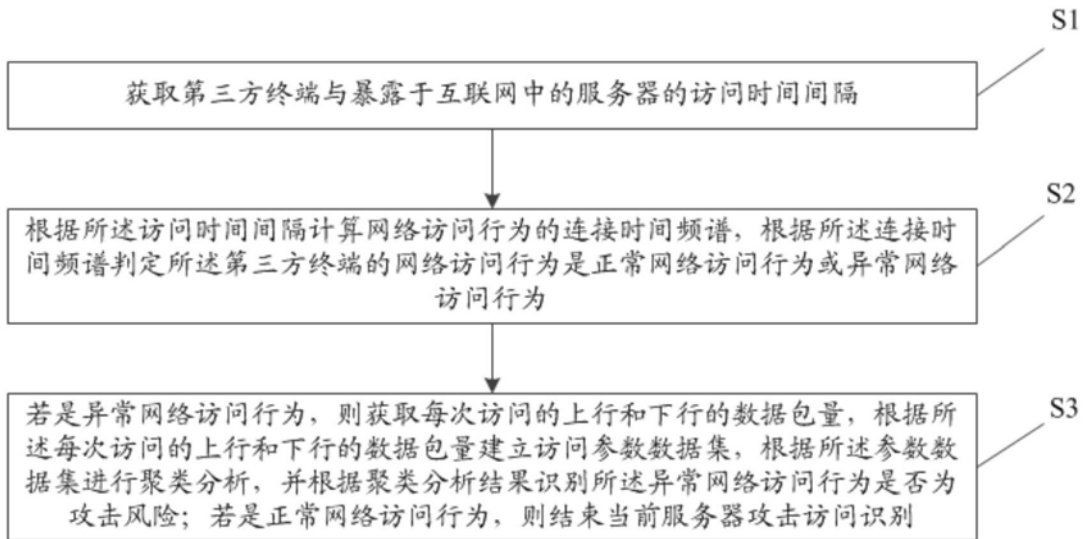 S1
获取第三方终端与暴露于互联网中的服务器的访问时间间隔
S2
根据所述访问时间间隔计算网络访问行为的连接时间频谱，根据所述连接时
间频谱判定所述第三方终端的网络访问行为是正常网络访问行为或异常网络
访问行为
S3
若是异常网络访问行为，则获取每次访问的上行和下行的数据包量，根据所
述每次访问的上行和下行的数据包量建立访问参数数据集，根据所述参数数
据集进行聚类分析，并根据聚类分析结果识别所述异常网络访问行为是否为
攻击风险；若是正常网络访问行为，则结束当前服务器攻击访问识别